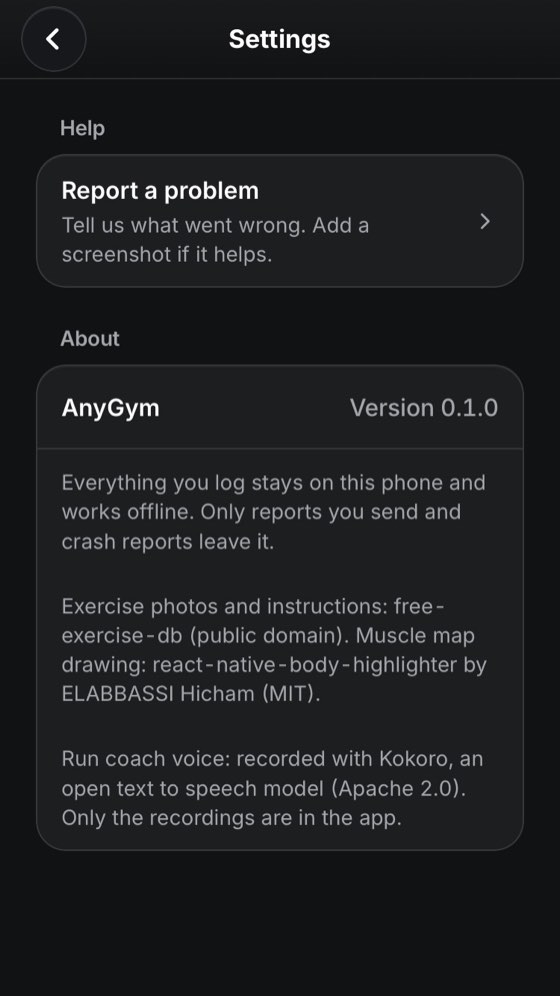 Settings
Help
Report a problem
Tell us what went wrong. Add a
screenshot if it helps.
About
AnyGym
Version 0.1.0
Everything you log stays on this phone and
works offline. Only reports you send and
crash reports leave it.
Exercise photos and instructions: free-
exercise-db (public domain). Muscle map
drawing: react-native-body-highlighter by
ELABBASSI Hicham (MIT).
Run coach voice: recorded with Kokoro, an
open text to speech model (Apache 2.0).
Only the recordings are in the app.